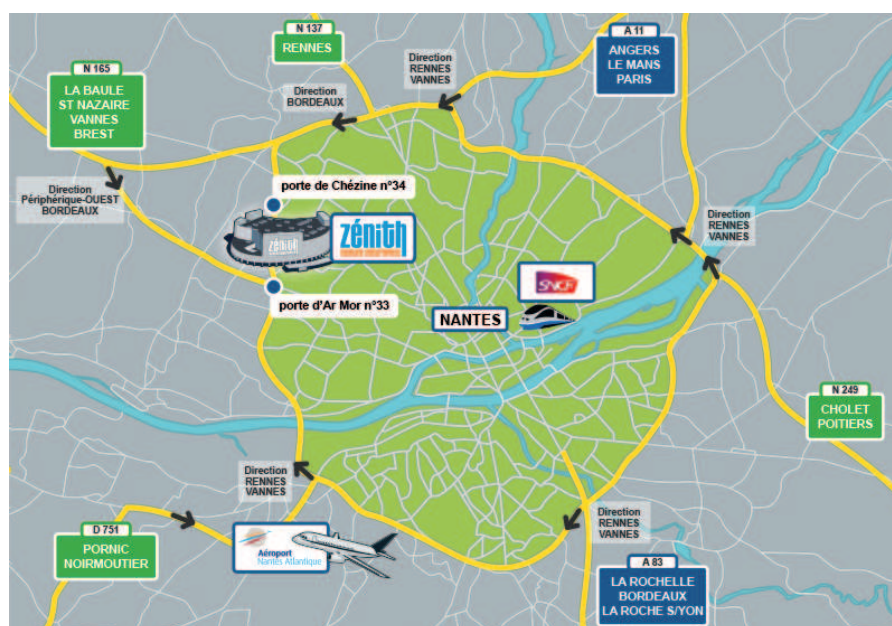 N 137
RENNES
A 11
ANGERS
LE MANS
PARIS
N 165
LA BAULE
ST NAZAIRE
VANNES
BREST
Direction
RENNES
VANNES
Direction
BORDEAUX
porte de Chézine n°34
Direction
Périphérique-OUEST
BORDEAUX
zénith
zénith
Direction
RENNES
VANNES
SNCF
porte d'Ar Mor n°33
NANTES
N 249
CHOLET
POITIERS
Direction
RENNES
VANNES
Direction
RENNES
VANNES
D 751
PORNIC
NOIRMOUTIER
Aéroport
Nantes Atlantique
A 83
LA ROCHELLE
BORDEAUX
LA ROCHE S/YON